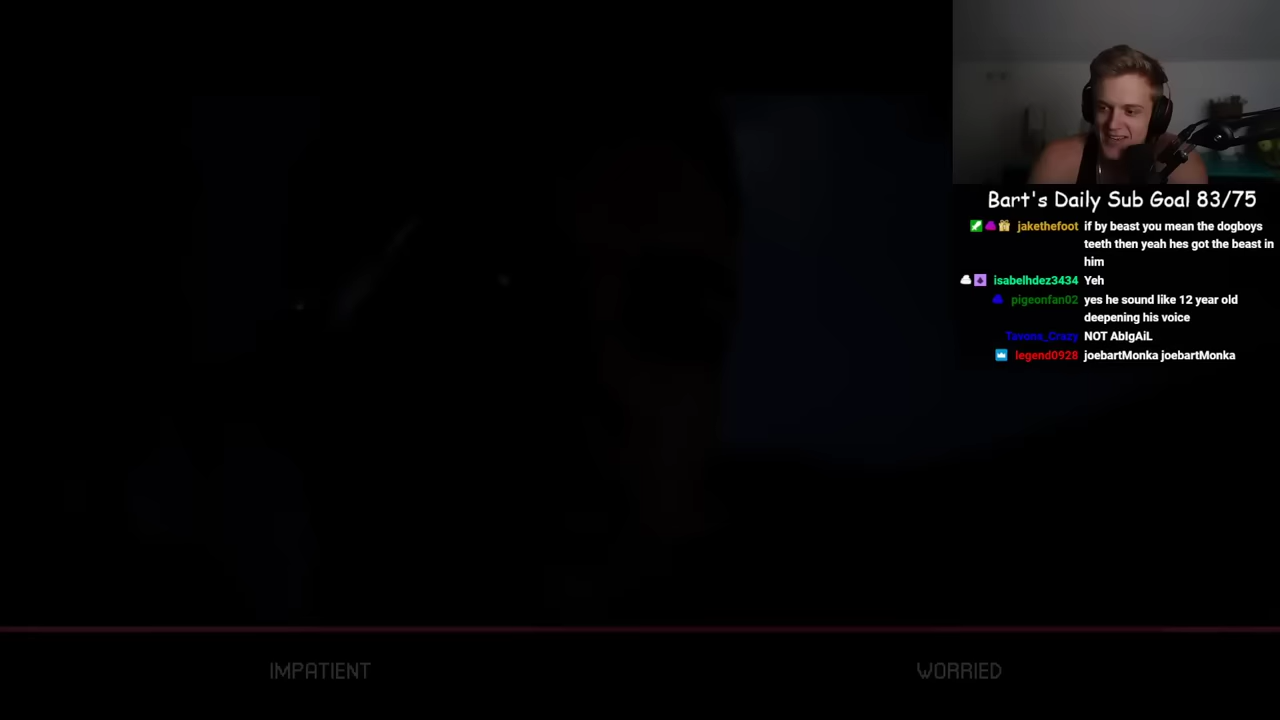 Bart's Daily Sub Goal 83/75
jakethefoot if by beast you mean the dogboys
teeth then yeah hes got the beast in
him
isabelhdez3434 Yeh
pigeonfan02 yes he sound like 12 year old
deepening his voice
Tavons_Crazy NOT AbIgAiL
legend0928 joebartMonka joebartMonka
IMPATIENT
WORRIED